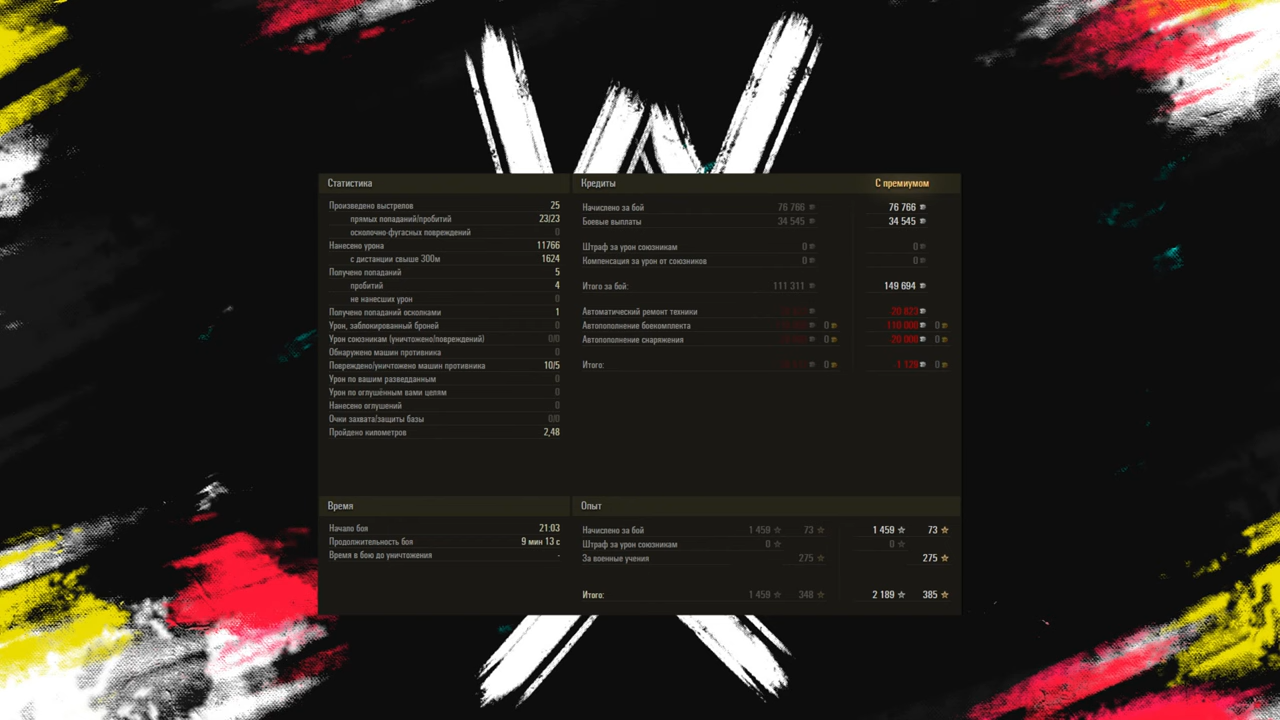 Статистика
Произведено выстрелов 25
прямых попаданий/пробитий 23/23
осколочно-фугасных повреждений 0
Нанесено урона 11766
с дистанции свыше 300м 1624
Получено попаданий 5
пробитий 4
не нанесших урон 0
Получено попаданий осколками 1
Урон, заблокированный броней 0
Урон союзникам (уничтожено/повреждений) 0/0
Обнаружено машин противника 0
Повреждено/уничтожено машин противника 10/5
Урон по вашим разведданным 0
Урон по оглушённым вами целям 0
Нанесено оглушений 0
Очки захвата/защиты базы 0/0
Пройдено километров 2,48
Кредиты С премиумом
Начислено за бой 76 766 76 766
Боевые выплаты 34 545 34 545
Штраф за урон союзникам 0 0
Компенсация за урон от союзников 0 0
Итого за бой: 111 311 149 694
Автоматический ремонт техники -20 823
Автопополнение боекомплекта 0 -110 000 0
Автопополнение снаряжения 0 -20 000 0
Итого: 0 -1 129 0
Время
Начало боя 21:03
Продолжительность боя 9 мин 13 с
Время в бою до уничтожения -
Опыт
Начислено за бой 1 459 73 1 459 73
Штраф за урон союзникам 0 0
За военные учения 275 275
Итого: 1 459 348 2 189 385